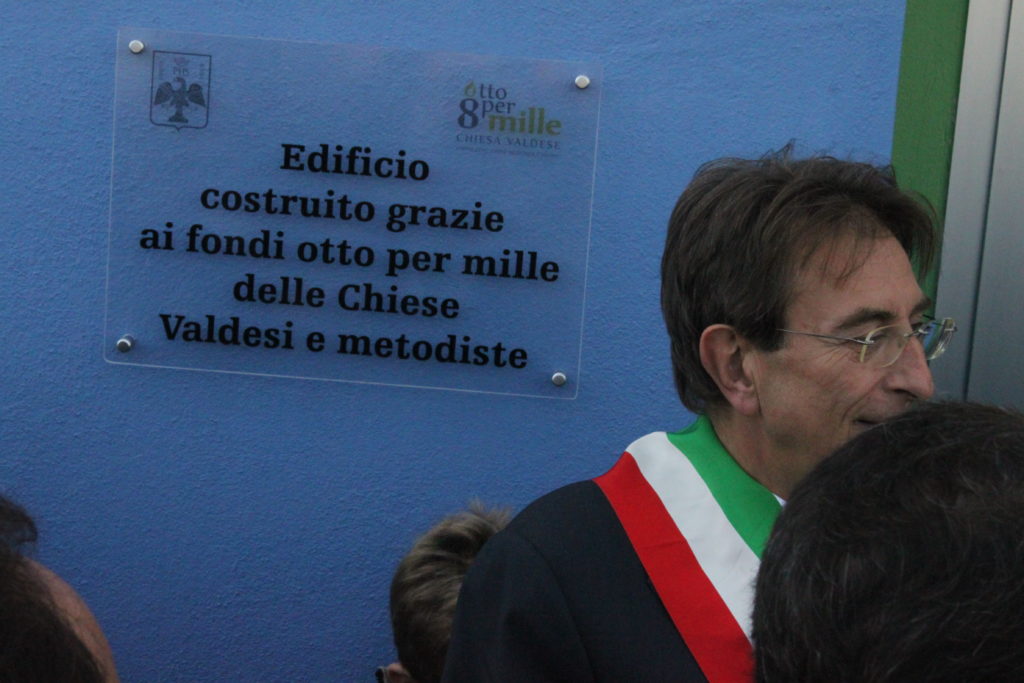 8 otto
per
mille
CHIESA VALDESE
Edificio
costruito grazie
ai fondi otto per mille
delle Chiese
Valdesi e metodiste